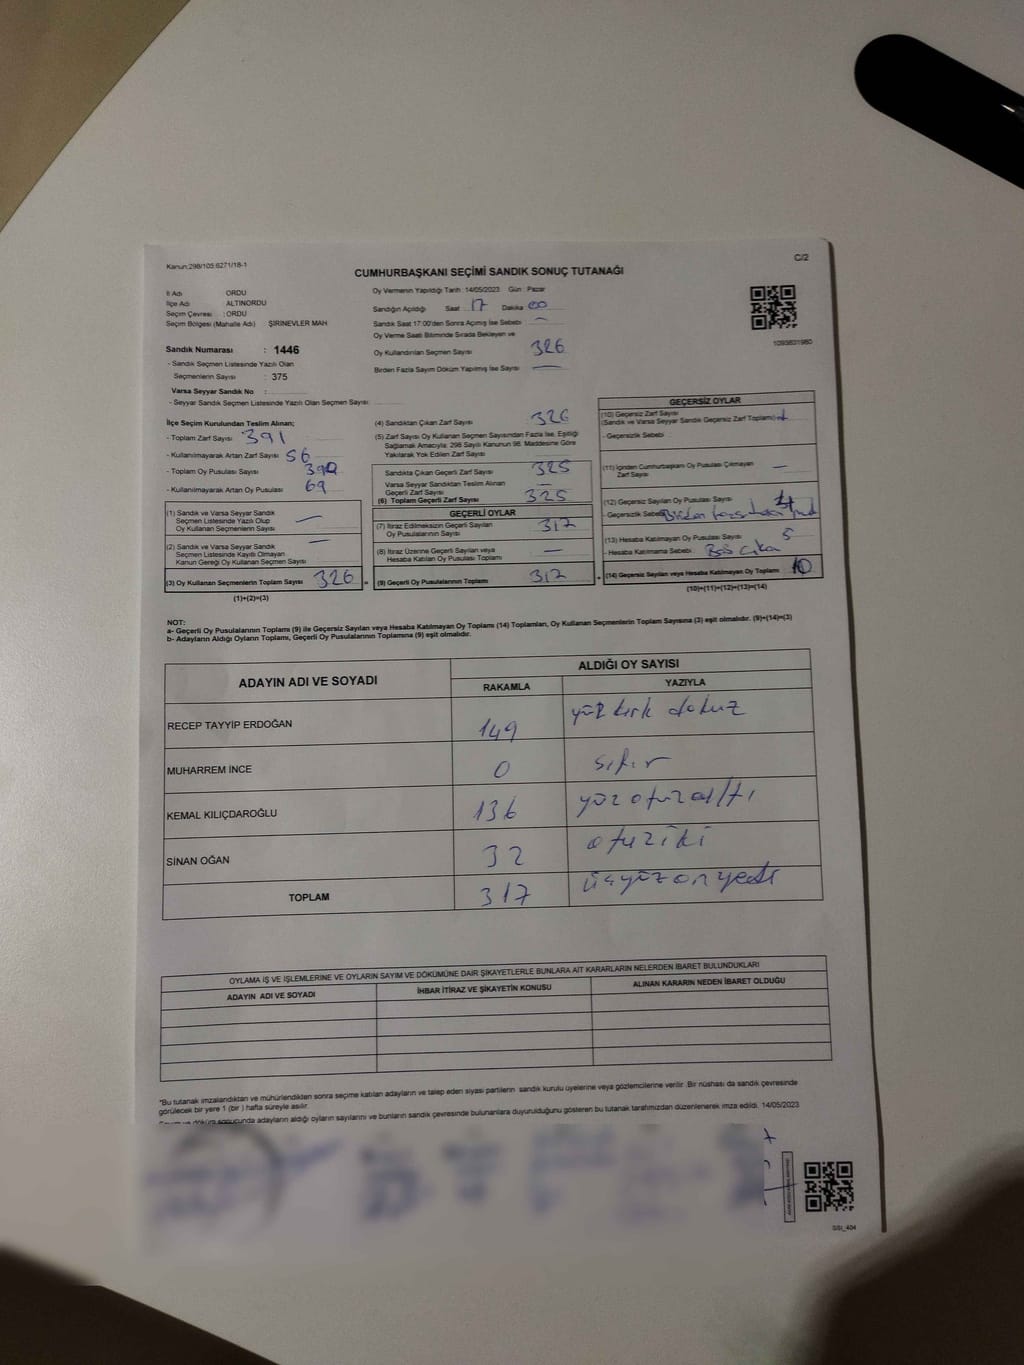 Kanun:298/105:6271/18-1
C/2
CUMHURBAŞKANI SEÇİMİ SANDIK SONUÇ TUTANAĞI
İl Adı ORDU
İlçe Adı ALTINORDU
Seçim Çevresi : ORDU
Seçim Bölgesi (Mahalle Adı) ŞİRİNEVLER MAH
Sandık Numarası : 1446
- Sandık Seçmen Listesinde Yazılı Olan
Seçmenlerin Sayısı : 375
Varsa Seyyar Sandık No :
- Seyyar Sandık Seçmen Listesinde Yazılı Olan Seçmen Sayısı:
Oy Vermenin Yapıldığı Tarih :14/05/2023 Gün : Pazar
Sandığın Açıldığı Saat 17 Dakika 00
Sandık Saat 17:00'den Sonra Açılmış İse Sebebi —
Oy Verme Saati Bitiminde Sırada Bekleyen ve
Oy Kullandırılan Seçmen Sayısı 326
Birden Fazla Sayım Döküm Yapılmış İse Sayısı —
1093831980
İlçe Seçim Kurulundan Teslim Alınan;
- Toplam Zarf Sayısı : 391
- Kullanılmayarak Artan Zarf Sayısı 56
- Toplam Oy Pusulası Sayısı
- Kullanılmayarak Artan Oy Pusulası 69
(1) Sandık ve Varsa Seyyar Sandık
Seçmen Listesinde Yazılı Olup
Oy Kullanan Seçmenlerin Sayısı —
(2) Sandık ve Varsa Seyyar Sandık
Seçmen Listesinde Kayıtlı Olmayan
Kanun Gereği Oy Kullanan Seçmen Sayısı —
(3) Oy Kullanan Seçmenlerin Toplam Sayısı 326 =
(1)+(2)=(3)
(4) Sandıktan Çıkan Zarf Sayısı 326
(5) Zarf Sayısı Oy Kullanan Seçmen Sayısından Fazla İse, Eşitliği
Sağlamak Amacıyla; 298 Sayılı Kanunun 98. Maddesine Göre
Yakılarak Yok Edilen Zarf Sayısı
Sandıkta Çıkan Geçerli Zarf Sayısı 325
Varsa Seyyar Sandıktan Teslim Alınan
Geçerli Zarf Sayısı —
(6) Toplam Geçerli Zarf Sayısı 325
GEÇERLİ OYLAR
(7) İtiraz Edilmeksizin Geçerli Sayılan
Oy Pusulalarının Sayısı 317
(8) İtiraz Üzerine Geçerli Sayılan veya
Hesaba Katılan Oy Pusulası Toplamı —
(9) Geçerli Oy Pusulalarının Toplamı 317 +
GEÇERSİZ OYLAR
(10) Geçersiz Zarf Sayısı
(Sandık ve Varsa Seyyar Sandık Geçersiz Zarf Toplamı)
- Geçersizlik Sebebi
(11) İçinden Cumhurbaşkanı Oy Pusulası Çıkmayan
Zarf Sayısı —
(12) Geçersiz Sayılan Oy Pusulası Sayısı
- Geçersizlik Sebebi Birden
(13) Hesaba Katılmayan Oy Pusulası Sayısı 5
- Hesaba Katılmama Sebebi : Boş Çıkan
(14) Geçersiz Sayılan veya Hesaba Katılmayan Oy Toplamı 10
(10)+(11)+(12)+(13)=(14)
NOT:
a- Geçerli Oy Pusulalarının Toplamı (9) ile Geçersiz Sayılan veya Hesaba Katılmayan Oy Toplamı (14) Toplamları, Oy Kullanan Seçmenlerin Toplam Sayısına (3) eşit olmalıdır. (9)+(14)=(3)
b- Adayların Aldığı Oyların Toplamı, Geçerli Oy Pusulalarının Toplamına (9) eşit olmalıdır.
ADAYIN ADI VE SOYADI
ALDIĞI OY SAYISI
RAKAMLA YAZIYLA
RECEP TAYYİP ERDOĞAN 149 yüz kırk dokuz
MUHARREM İNCE 0 sıfır
KEMAL KILIÇDAROĞLU 136 yüz otuz altı
SİNAN OĞAN 32 otuz iki
TOPLAM 317 üçyüz on yedi
OYLAMA İŞ VE İŞLEMLERİNE VE OYLARIN SAYIM VE DÖKÜMÜNE DAİR ŞİKAYETLERLE BUNLARA AİT KARARLARIN NELERDEN İBARET BULUNDUKLARI
ADAYIN ADI VE SOYADI İHBAR İTİRAZ VE ŞİKAYETİN KONUSU ALINAN KARARIN NEDEN İBARET OLDUĞU
*Bu tutanak imzalandıktan ve mühürlendikten sonra seçime katılan adayların ve talep eden siyasi partilerin sandık kurulu üyelerine veya gözlemcilerine verilir. Bir nüshası da sandık çevresinde
görülecek bir yere 1 (bir ) hafta süreyle asılır.
Sayım ve döküm sonucunda adayların aldığı oyların sayılarını ve bunların sandık çevresinde bulunanlara duyurulduğunu gösteren bu tutanak tarafımızdan düzenlenerek imza edildi. 14/05/2023